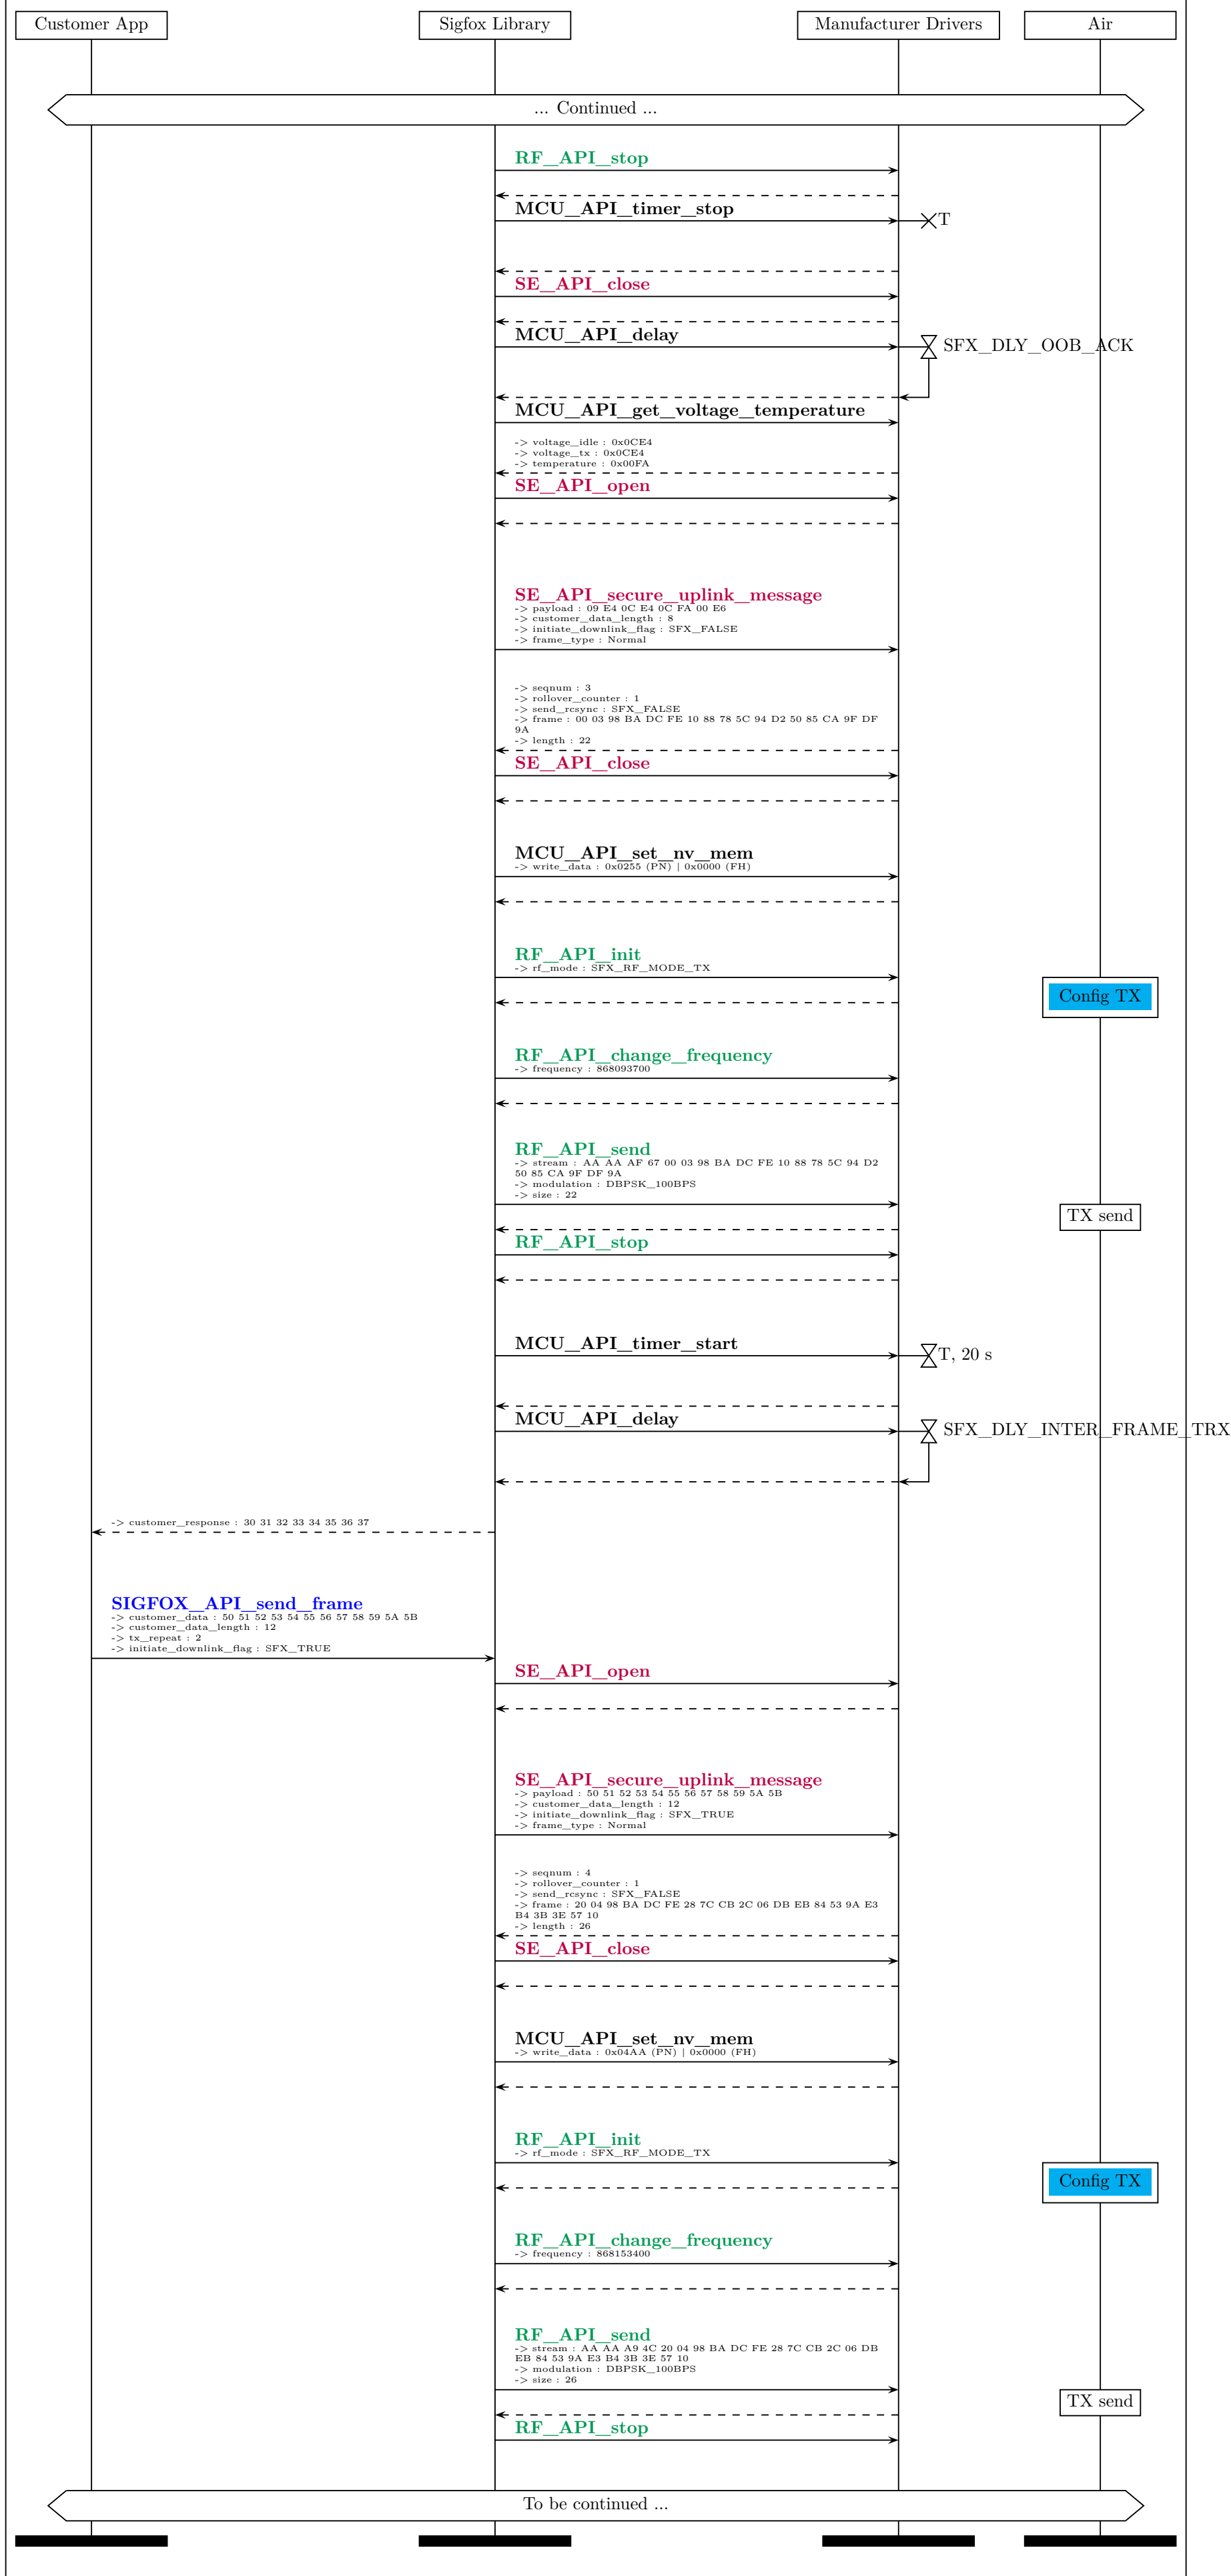 Customer App
Sigfox Library
Manufacturer Drivers
Air
... Continued ...
RF_API_stop
MCU_API_timer_stop
T
SE_API_close
MCU_API_delay
SFX_DLY_OOB_ACK
MCU_API_get_voltage_temperature
-> voltage_idle : 0x0CE4
-> voltage_tx : 0x0CE4
-> temperature : 0x00FA
SE_API_open
SE_API_secure_uplink_message
-> payload : 09 E4 0C E4 0C FA 00 E6
-> customer_data_length : 8
-> initiate_downlink_flag : SFX_FALSE
-> frame_type : Normal
-> seqnum : 3
-> rollover_counter : 1
-> send_rcsync : SFX_FALSE
-> frame : 00 03 98 BA DC FE 10 88 78 5C 94 D2 50 85 CA 9F DF
9A
-> length : 22
SE_API_close
MCU_API_set_nv_mem
-> write_data : 0x0255 (PN) | 0x0000 (FH)
RF_API_init
-> rf_mode : SFX_RF_MODE_TX
Config TX
RF_API_change_frequency
-> frequency : 868093700
RF_API_send
-> stream : AA AA AF 67 00 03 98 BA DC FE 10 88 78 5C 94 D2
50 85 CA 9F DF 9A
-> modulation : DBPSK_100BPS
-> size : 22
TX send
RF_API_stop
MCU_API_timer_start
T, 20 s
MCU_API_delay
SFX_DLY_INTER_FRAME_TRX
-> customer_response : 30 31 32 33 34 35 36 37
SIGFOX_API_send_frame
-> customer_data : 50 51 52 53 54 55 56 57 58 59 5A 5B
-> customer_data_length : 12
-> tx_repeat : 2
-> initiate_downlink_flag : SFX_TRUE
SE_API_open
SE_API_secure_uplink_message
-> payload : 50 51 52 53 54 55 56 57 58 59 5A 5B
-> customer_data_length : 12
-> initiate_downlink_flag : SFX_TRUE
-> frame_type : Normal
-> seqnum : 4
-> rollover_counter : 1
-> send_rcsync : SFX_FALSE
-> frame : 20 04 98 BA DC FE 28 7C CB 2C 06 DB EB 84 53 9A E3
B4 3B 3E 57 10
-> length : 26
SE_API_close
MCU_API_set_nv_mem
-> write_data : 0x04AA (PN) | 0x0000 (FH)
RF_API_init
-> rf_mode : SFX_RF_MODE_TX
Config TX
RF_API_change_frequency
-> frequency : 868153400
RF_API_send
-> stream : AA AA A9 4C 20 04 98 BA DC FE 28 7C CB 2C 06 DB
EB 84 53 9A E3 B4 3B 3E 57 10
-> modulation : DBPSK_100BPS
-> size : 26
TX send
RF_API_stop
To be continued ...